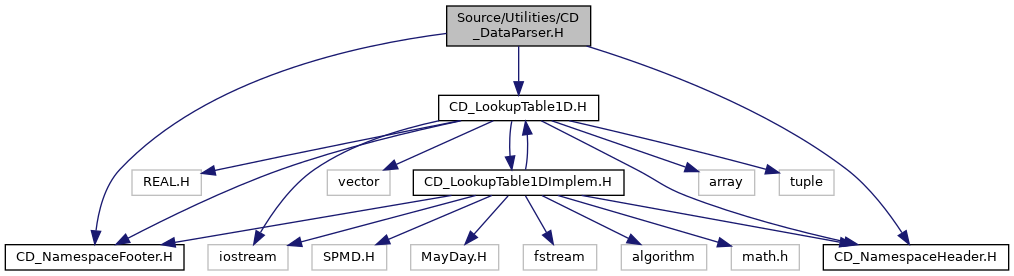 Source/Utilities/CD
_DataParser.H
CD_LookupTable1D.H
REAL.H
vector
CD_LookupTable1DImplem.H
array
tuple
CD_NamespaceFooter.H
iostream
SPMD.H
MayDay.H
fstream
algorithm
math.h
CD_NamespaceHeader.H